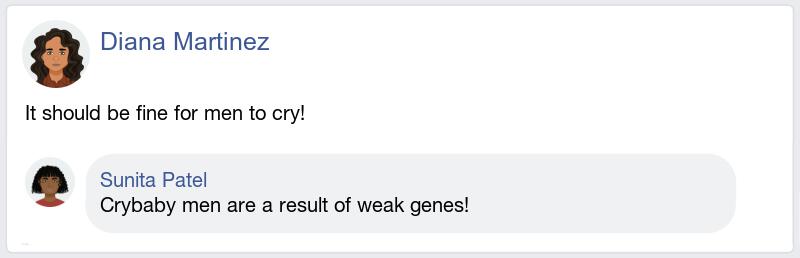 Diana Martinez
It should be fine for men to cry!
Sunita Patel
Crybaby men are a result of weak genes!